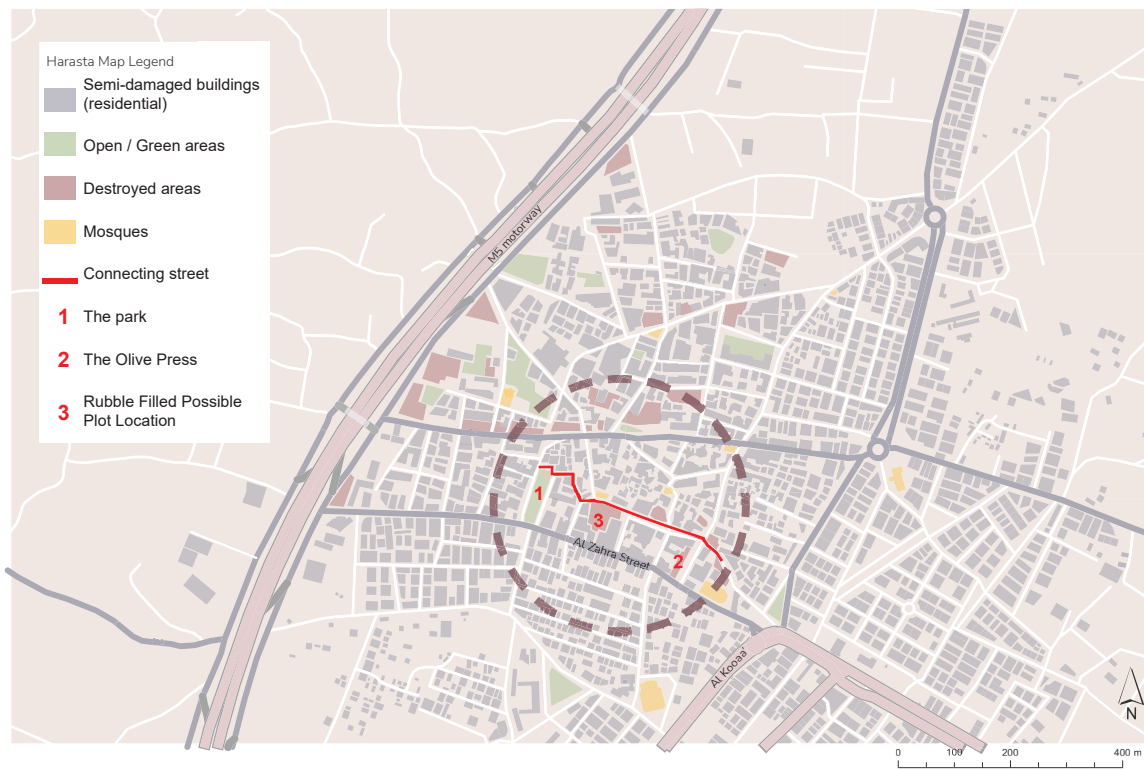 Harasta Map Legend
Semi-damaged buildings
(residential)
Open / Green areas
Destroyed areas
Mosques
Connecting street
1 The park
2 The Olive Press
3 Rubble Filled Possible
Plot Location
M5 motorway
1
3
Al Zahra Street
2
Al Kooaa'
N
0 100 200 400 m